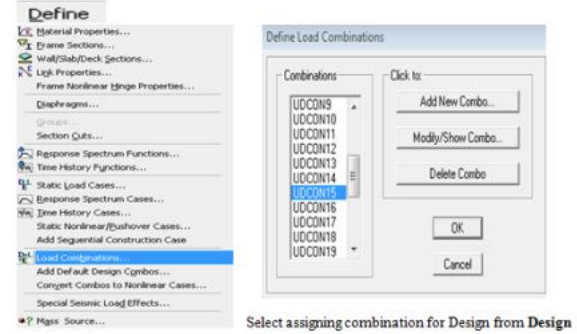 Define
Material Properties...
Frame Sections...
Wall/Slab/Deck Sections...
Link Properties...
Frame Nonlinear Hinge Properties...
Diaphragms...
Groups...
Section Cuts...
Response Spectrum Functions...
Time History Functions...
Static Load Cases...
Response Spectrum Cases...
Time History Cases...
Static Nonlinear/Pushover Cases...
Add Sequential Construction Case
Load Combinations...
Add Default Design Combos...
Convert Combos to Nonlinear Cases...
Special Seismic Load Effects...
Mass Source...
Define Load Combinations
Combinations
UDCON9
UDCON10
UDCON11
UDCON12
UDCON13
UDCON14
UDCON15
UDCON16
UDCON17
UDCON18
UDCON19
Click to:
Add New Combo...
Modify/Show Combo...
Delete Combo
OK
Cancel
Select assigning combination for Design from Design